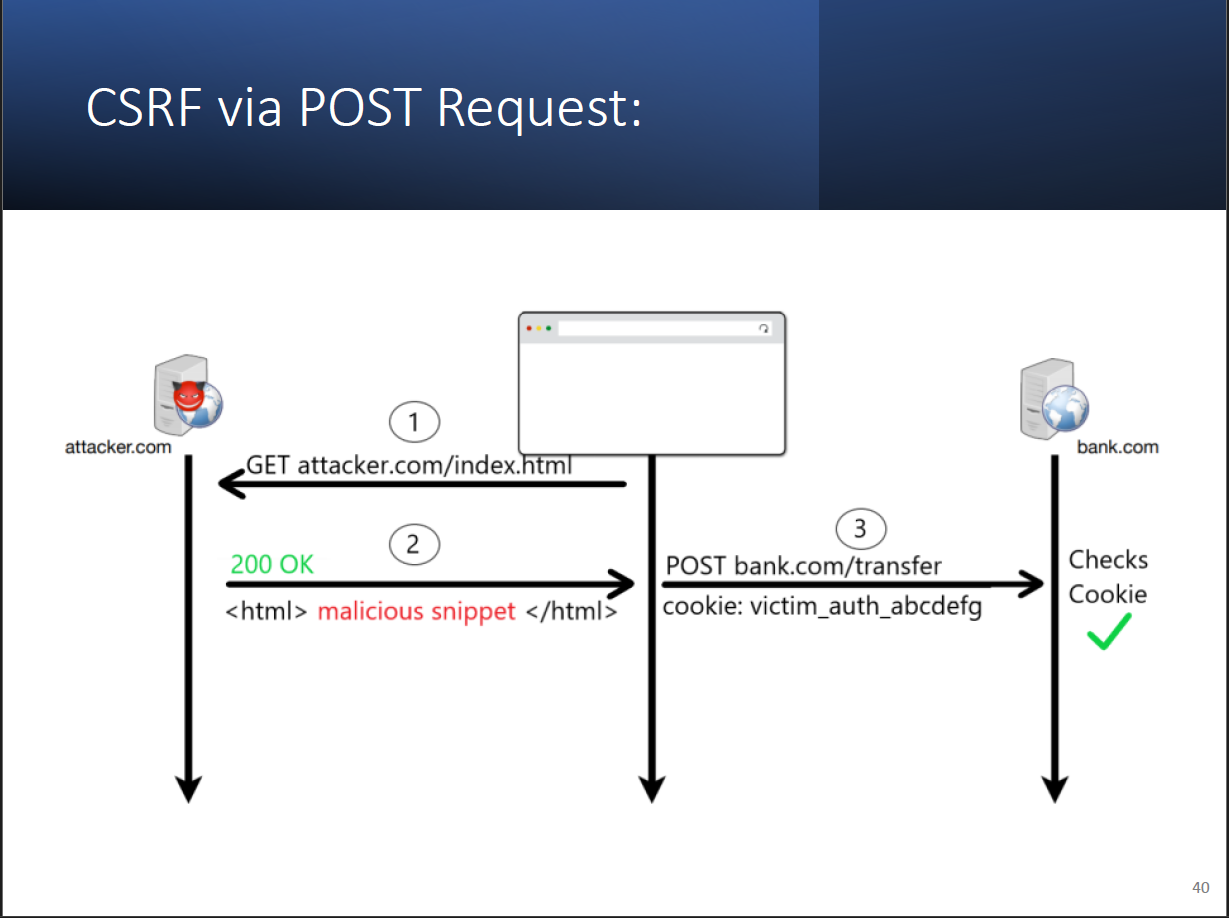 CSRF via POST Request:
attacker.com
bank.com
1
GET attacker.com/index.html
2
200 OK
<html> malicious snippet </html>
3
POST bank.com/transfer
cookie: victim_auth_abcdefg
Checks
Cookie
40